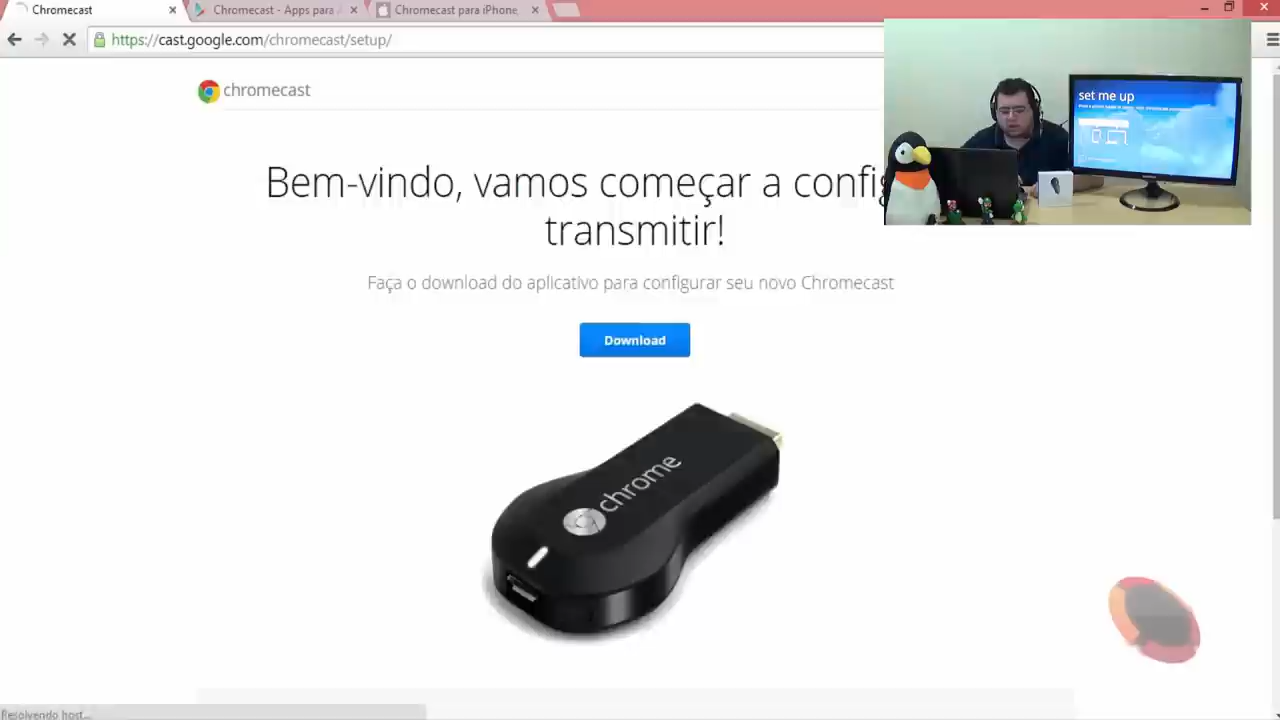 Chromecast
Chromecast - Apps para
Chromecast para iPhone,
https://cast.google.com/chromecast/setup/
chromecast
set me up
Bem-vindo, vamos começar a config
transmitir!
Faça o download do aplicativo para configurar seu novo Chromecast
Download
chrome
Resolvendo host...